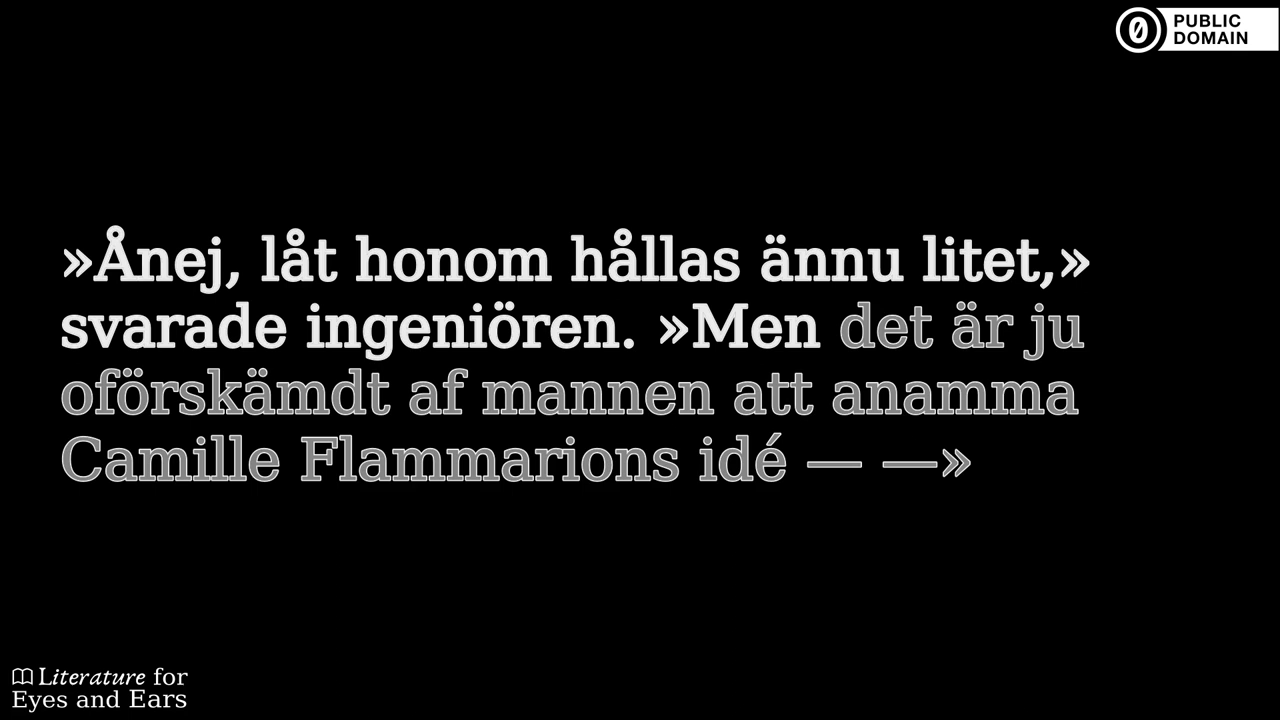 PUBLIC
DOMAIN
»Ånej, låt honom hållas ännu litet,»
svarade ingeniören. »Men det är ju
oförskämdt af mannen att anamma
Camille Flammarions idé — —»
Literature for
Eyes and Ears